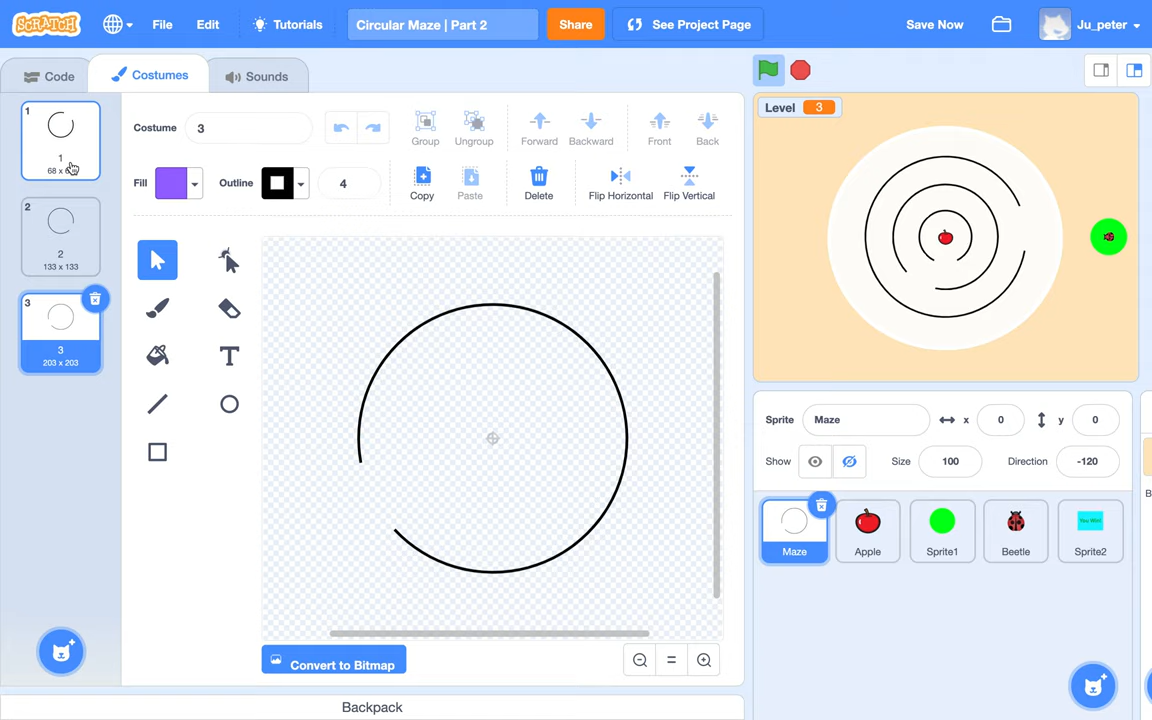 SCRATCH File Edit Tutorials Circular Maze | Part 2 Share See Project Page Save Now Ju_peter
Code Costumes Sounds
Costume 3 Group Ungroup Forward Backward Front Back
Fill Outline 4 Copy Paste Delete Flip Horizontal Flip Vertical
1
1
2
2
133 x 133
3
3
203 x 203
Convert to Bitmap
Backpack
Level 3
Sprite Maze x 0 y 0
Show Size 100 Direction -120
You Win!
Maze Apple Sprite1 Beetle Sprite2